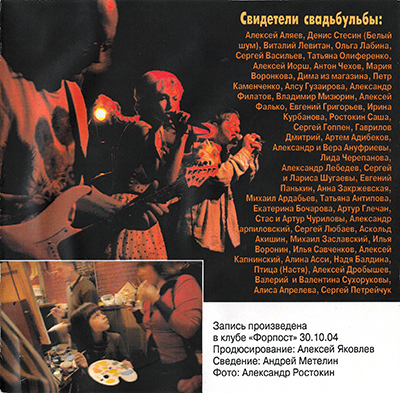 Свидетели свадьбульбы:
Алексей Аляев, Денис Стесин (Белый
шум), Виталий Левитан, Ольга Лабина,
Сергей Васильев, Татьяна Олиференко,
Алексей Иорш, Антон Чехов, Мария
Воронкова, Дима из магазина, Петр
Каменченко, Алсу Гузаирова, Александр
Филатов, Владимир Мизюрин, Алексей
Фалько, Евгений Григорьев, Ирина
Курбанова, Ростокин Саша,
Сергей Гоппен, Гаврилов
Дмитрий, Артем Адибеков,
Александр и Вера Ануфриевы,
Лида Черепанова,
Александр Лебедев, Сергей
и Лариса Шугаевы, Евгений
Панькин, Анна Закржевская,
Михаил Ардабьев, Татьяна Антипова,
Екатерина Бочарова, Артур Глечан,
Стас и Артур Чуриловы, Александр
Карпиловский, Сергей Любаев, Аскольд
Акишин, Михаил Заславский, Илья
Воронин, Илья Савченков, Алексей
Капнинский, Алина Асси, Надя Балдина,
Птица (Настя), Алексей Дробышев,
Валерий и Валентина Сухоруковы,
Алиса Апрелева, Сергей Петрейчук
Запись произведена
в клубе «Форпост» 30.10.04
Продюсирование: Алексей Яковлев
Сведение: Андрей Метелин
Фото: Александр Ростокин